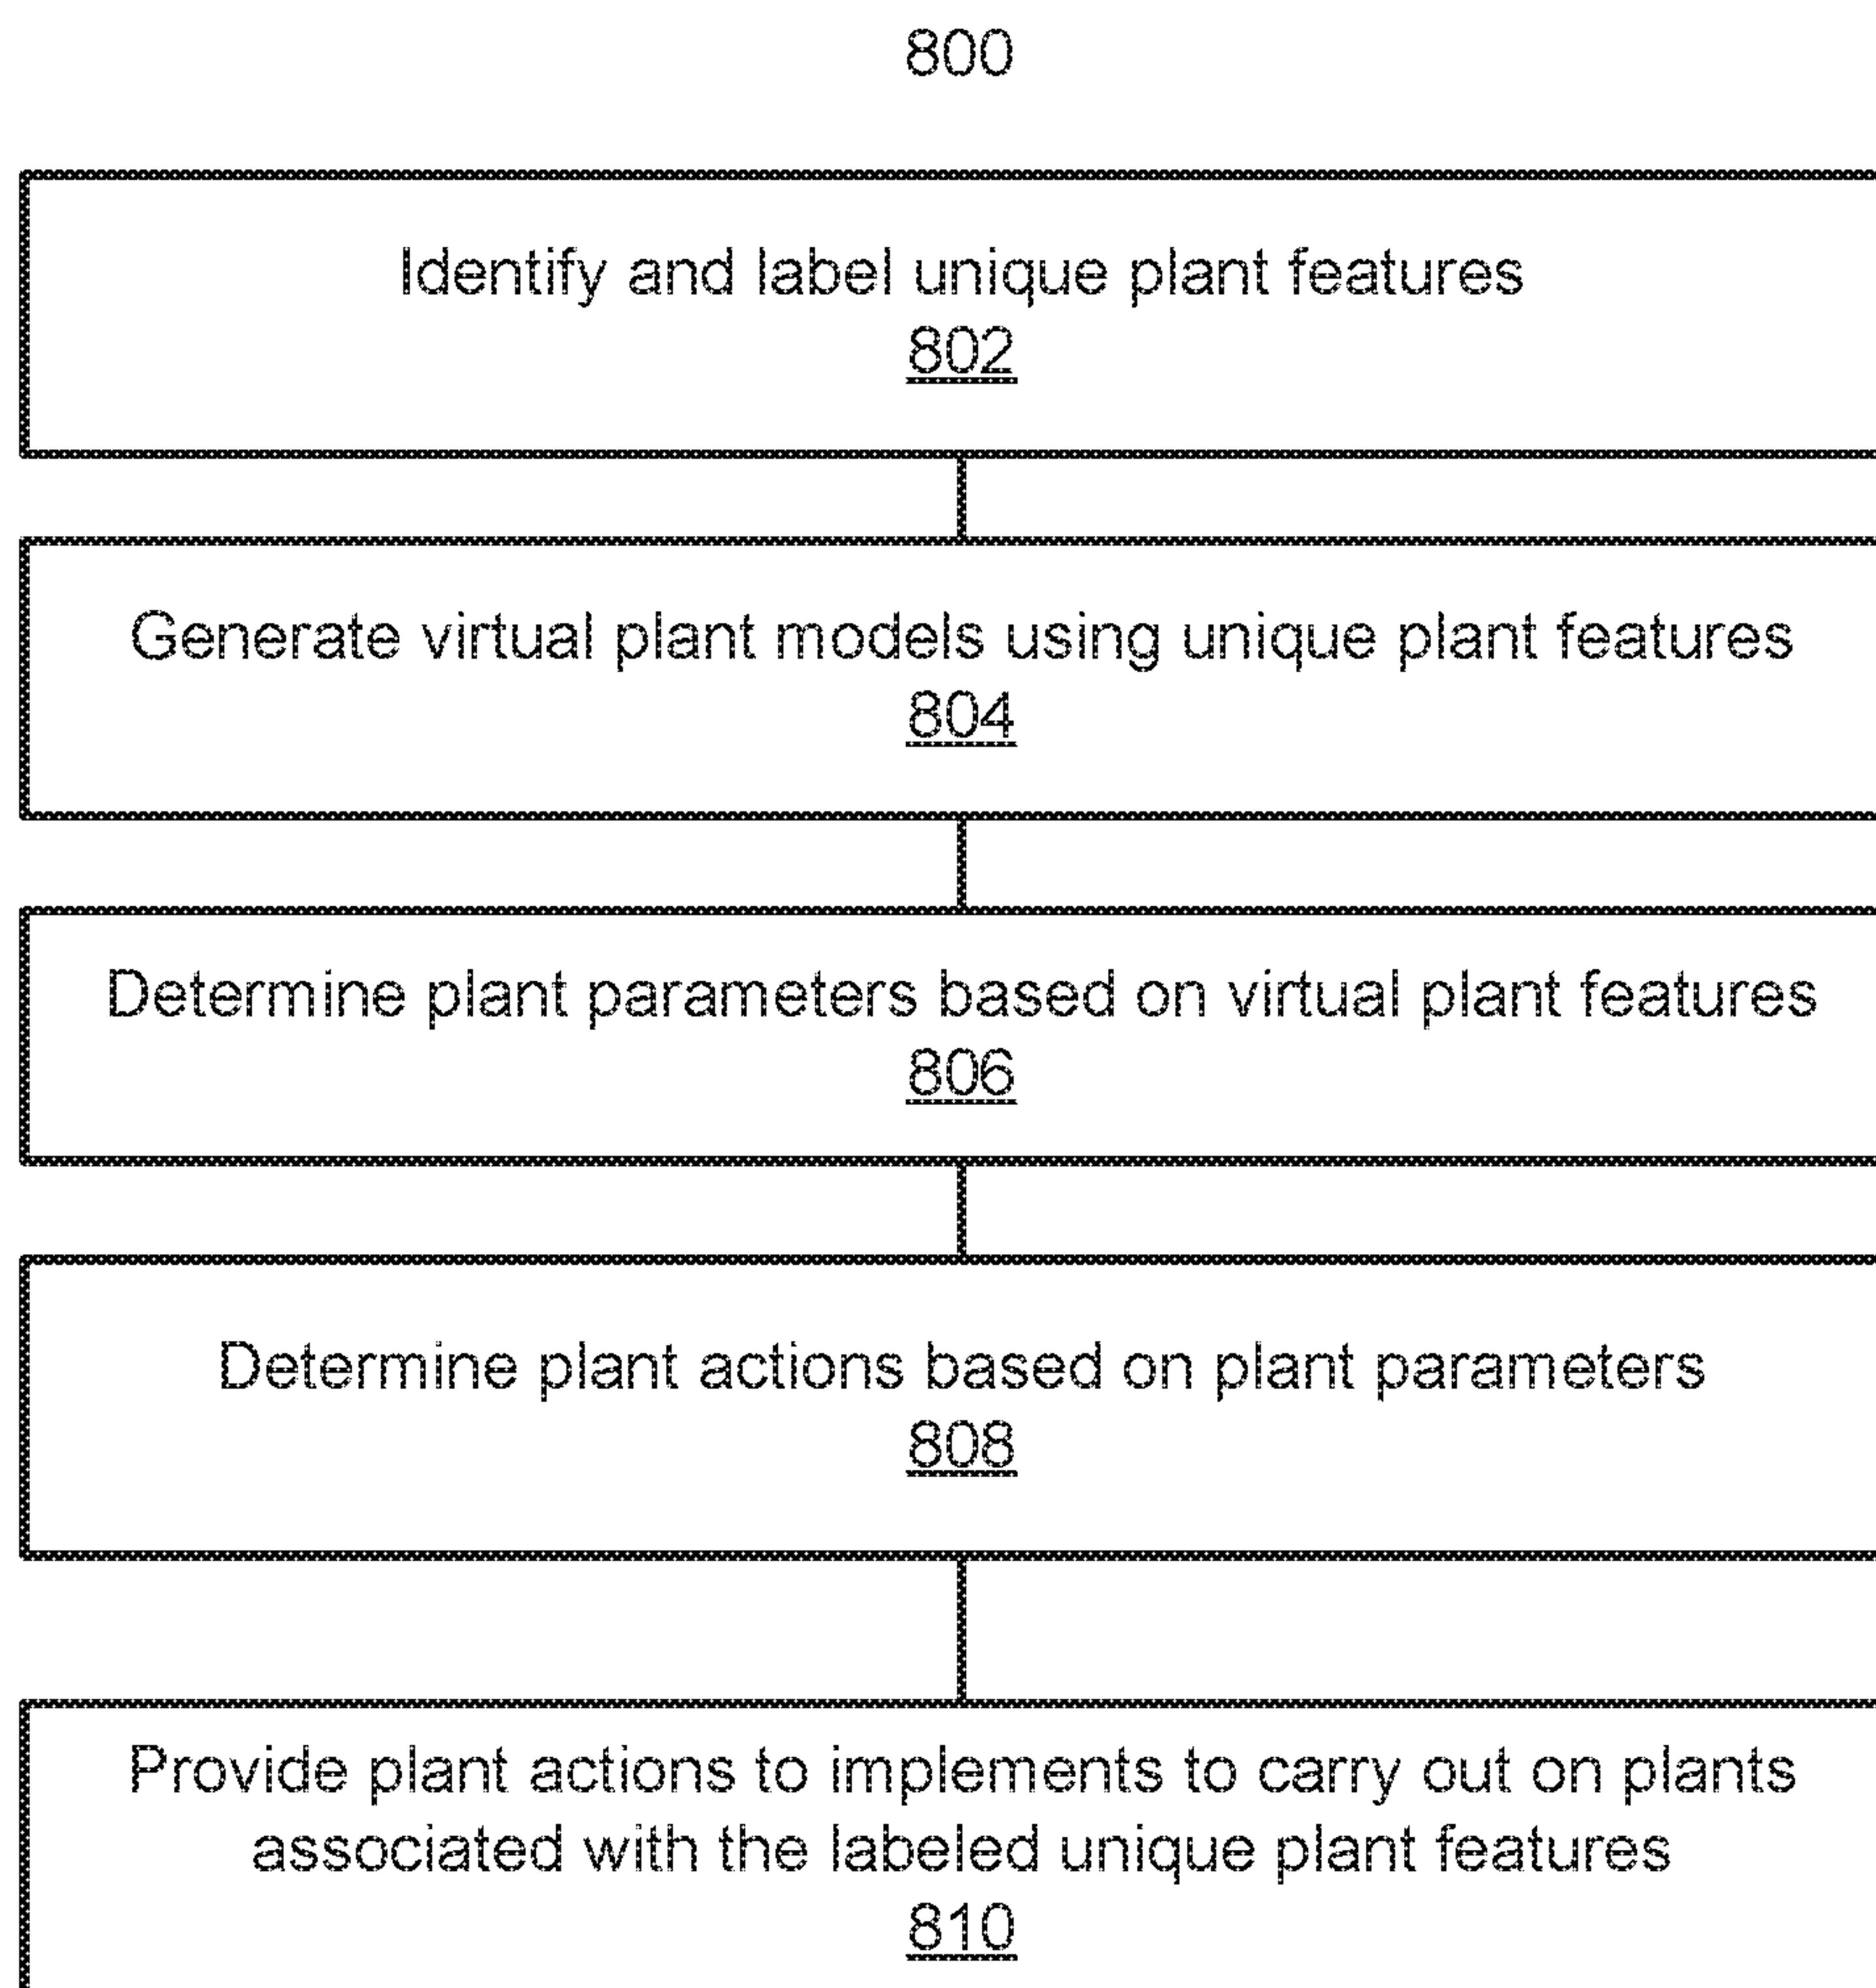 800
Identify and label unique plant features
802
Generate virtual plant models using unique plant features
804
Determine plant parameters based on virtual plant features
806
Determine plant actions based on plant parameters
808
Provide plant actions to implements to carry out on plants
associated with the labeled unique plant features
810